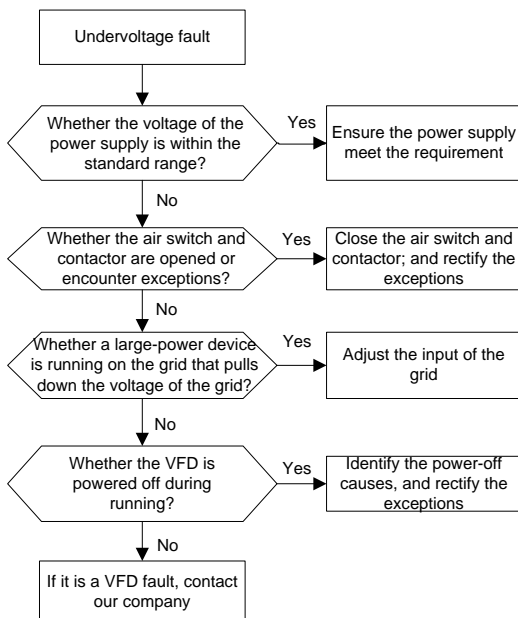 Undervoltage fault
Whether the voltage of the
power supply is within the
standard range?
Yes
Ensure the power supply
meet the requirement
No
Whether the air switch and
contactor are opened or
encounter exceptions?
Yes
Close the air switch and
contactor; and rectify the
exceptions
No
Whether a large-power device
is running on the grid that pulls
down the voltage of the grid?
Yes
Adjust the input of the
grid
No
Whether the VFD is
powered off during
running?
Yes
Identify the power-off
causes, and rectify the
exceptions
No
If it is a VFD fault, contact
our company